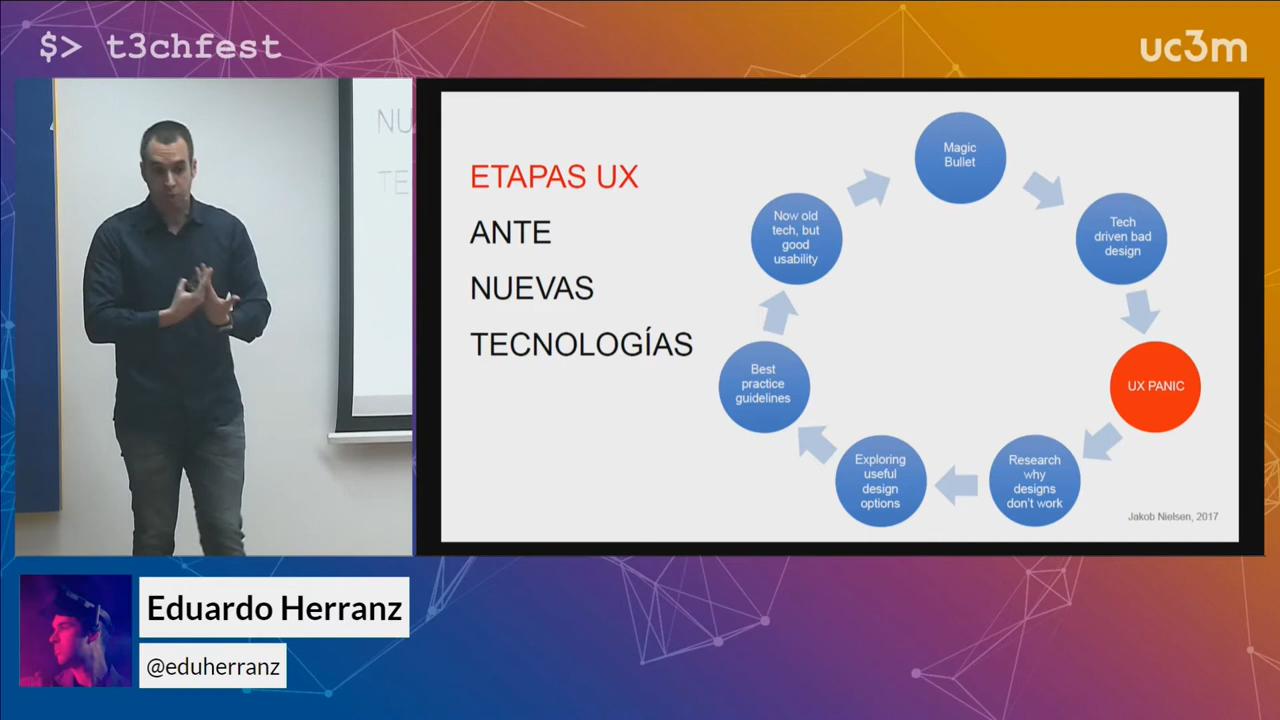 $> t3chfest
uc3m
NU
TE
ETAPAS UX
ANTE
NUEVAS
TECNOLOGÍAS
Magic
Bullet
Tech
driven bad
design
UX PANIC
Research
why
designs
don't work
Exploring
useful
design
options
Best
practice
guidelines
Now old
tech, but
good
usability
Jakob Nielsen, 2017
Eduardo Herranz
@eduherranz